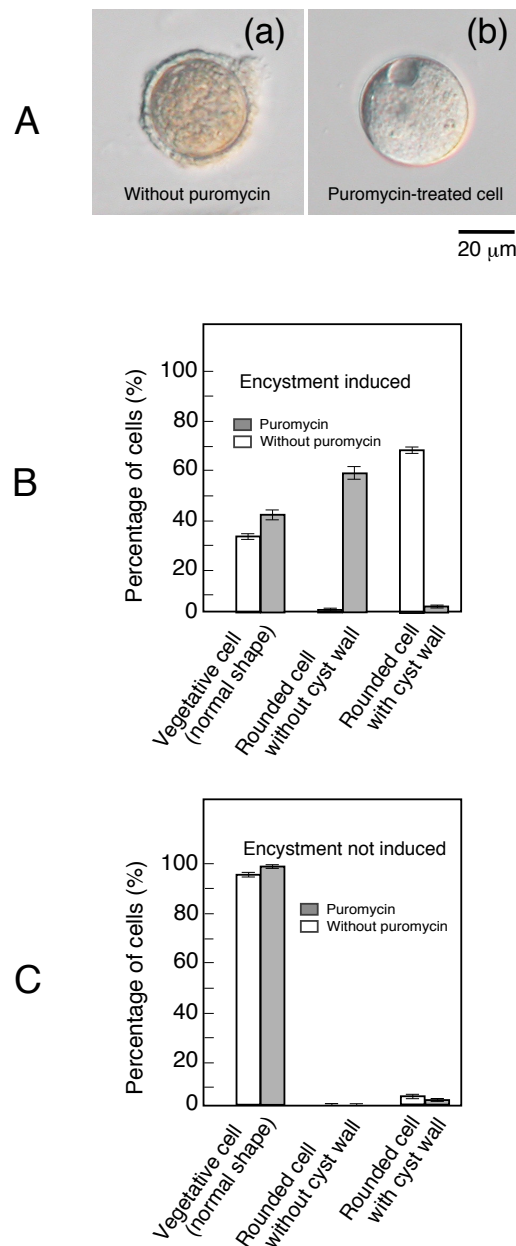 A
(a)
(b)
Without puromycin
Puromycin-treated cell
20 μm
B
Percentage of cells (%)
100
80
60
40
20
0
Encystment induced
Puromycin
Without puromycin
Vegetative cell
(normal shape)
Rounded cell
without cyst wall
Rounded cell
with cyst wall
C
Percentage of cells (%)
100
80
60
40
20
0
Encystment not induced
Puromycin
Without puromycin
Vegetative cell
(normal shape)
Rounded cell
without cyst wall
Rounded cell
with cyst wall